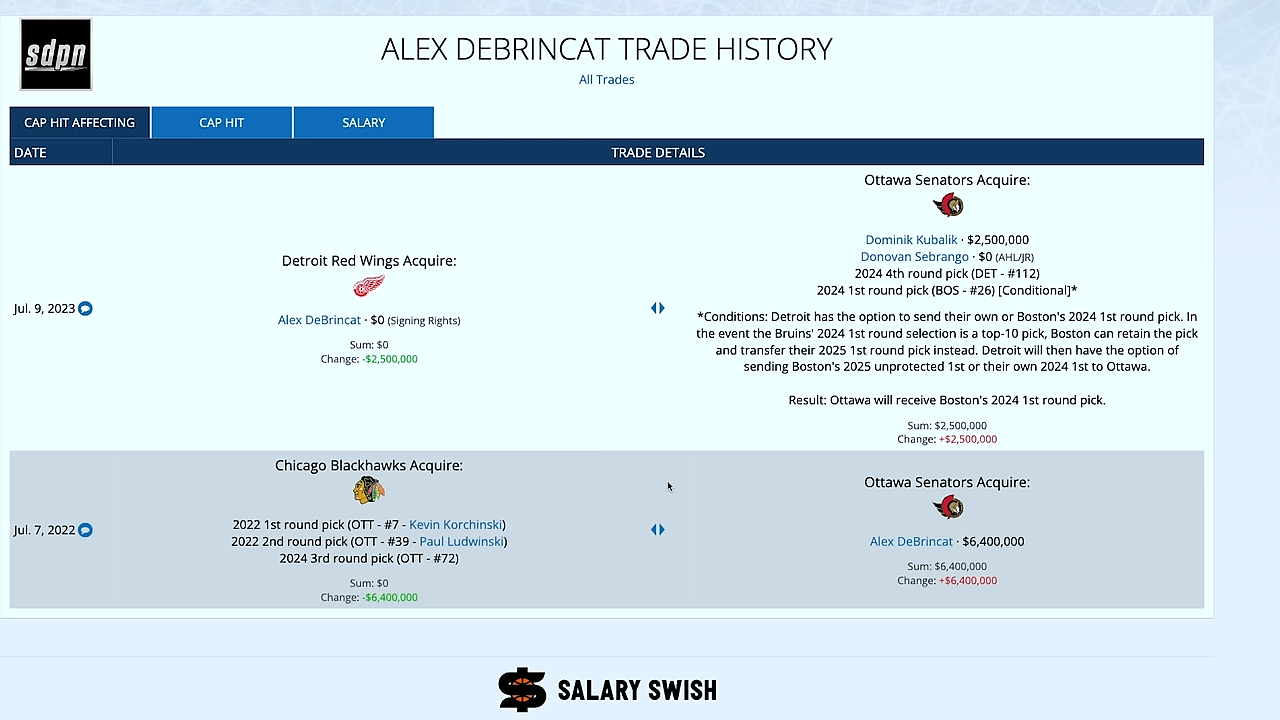 sdpn
ALEX DEBRINCAT TRADE HISTORY
All Trades
CAP HIT AFFECTING
CAP HIT
SALARY
DATE
TRADE DETAILS
Jul. 9, 2023
Detroit Red Wings Acquire:
Alex DeBrincat · $0 (Signing Rights)
Sum: $0
Change: -$2,500,000
Ottawa Senators Acquire:
Dominik Kubalik · $2,500,000
Donovan Sebrango · $0 (AHL/JR)
2024 4th round pick (DET - #112)
2024 1st round pick (BOS - #26) [Conditional]*
*Conditions: Detroit has the option to send their own or Boston's 2024 1st round pick. In
the event the Bruins' 2024 1st round selection is a top-10 pick, Boston can retain the pick
and transfer their 2025 1st round pick instead. Detroit will then have the option of
sending Boston's 2025 unprotected 1st or their own 2024 1st to Ottawa.
Result: Ottawa will receive Boston's 2024 1st round pick.
Sum: $2,500,000
Change: +$2,500,000
Jul. 7, 2022
Chicago Blackhawks Acquire:
2022 1st round pick (OTT - #7 - Kevin Korchinski)
2022 2nd round pick (OTT - #39 - Paul Ludwinski)
2024 3rd round pick (OTT - #72)
Sum: $0
Change: -$6,400,000
Ottawa Senators Acquire:
Alex DeBrincat · $6,400,000
Sum: $6,400,000
Change: +$6,400,000
SALARY SWISH